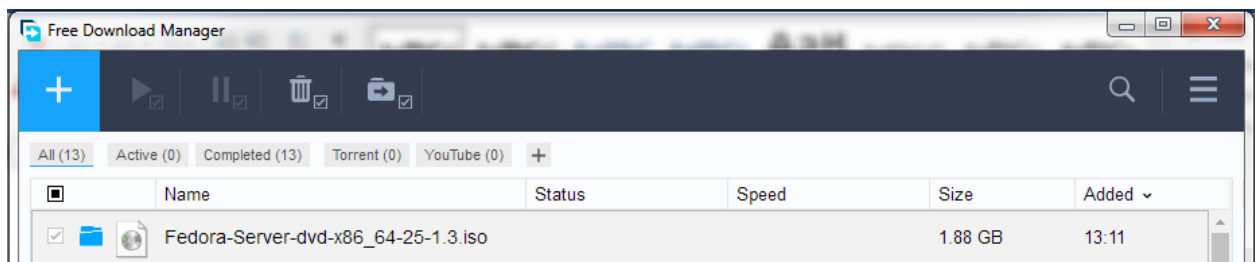 Free Download Manager
All (13) Active (0) Completed (13) Torrent (0) YouTube (0) +
Name Status Speed Size Added
Fedora-Server-dvd-x86_64-25-1.3.iso 1.88 GB 13:11